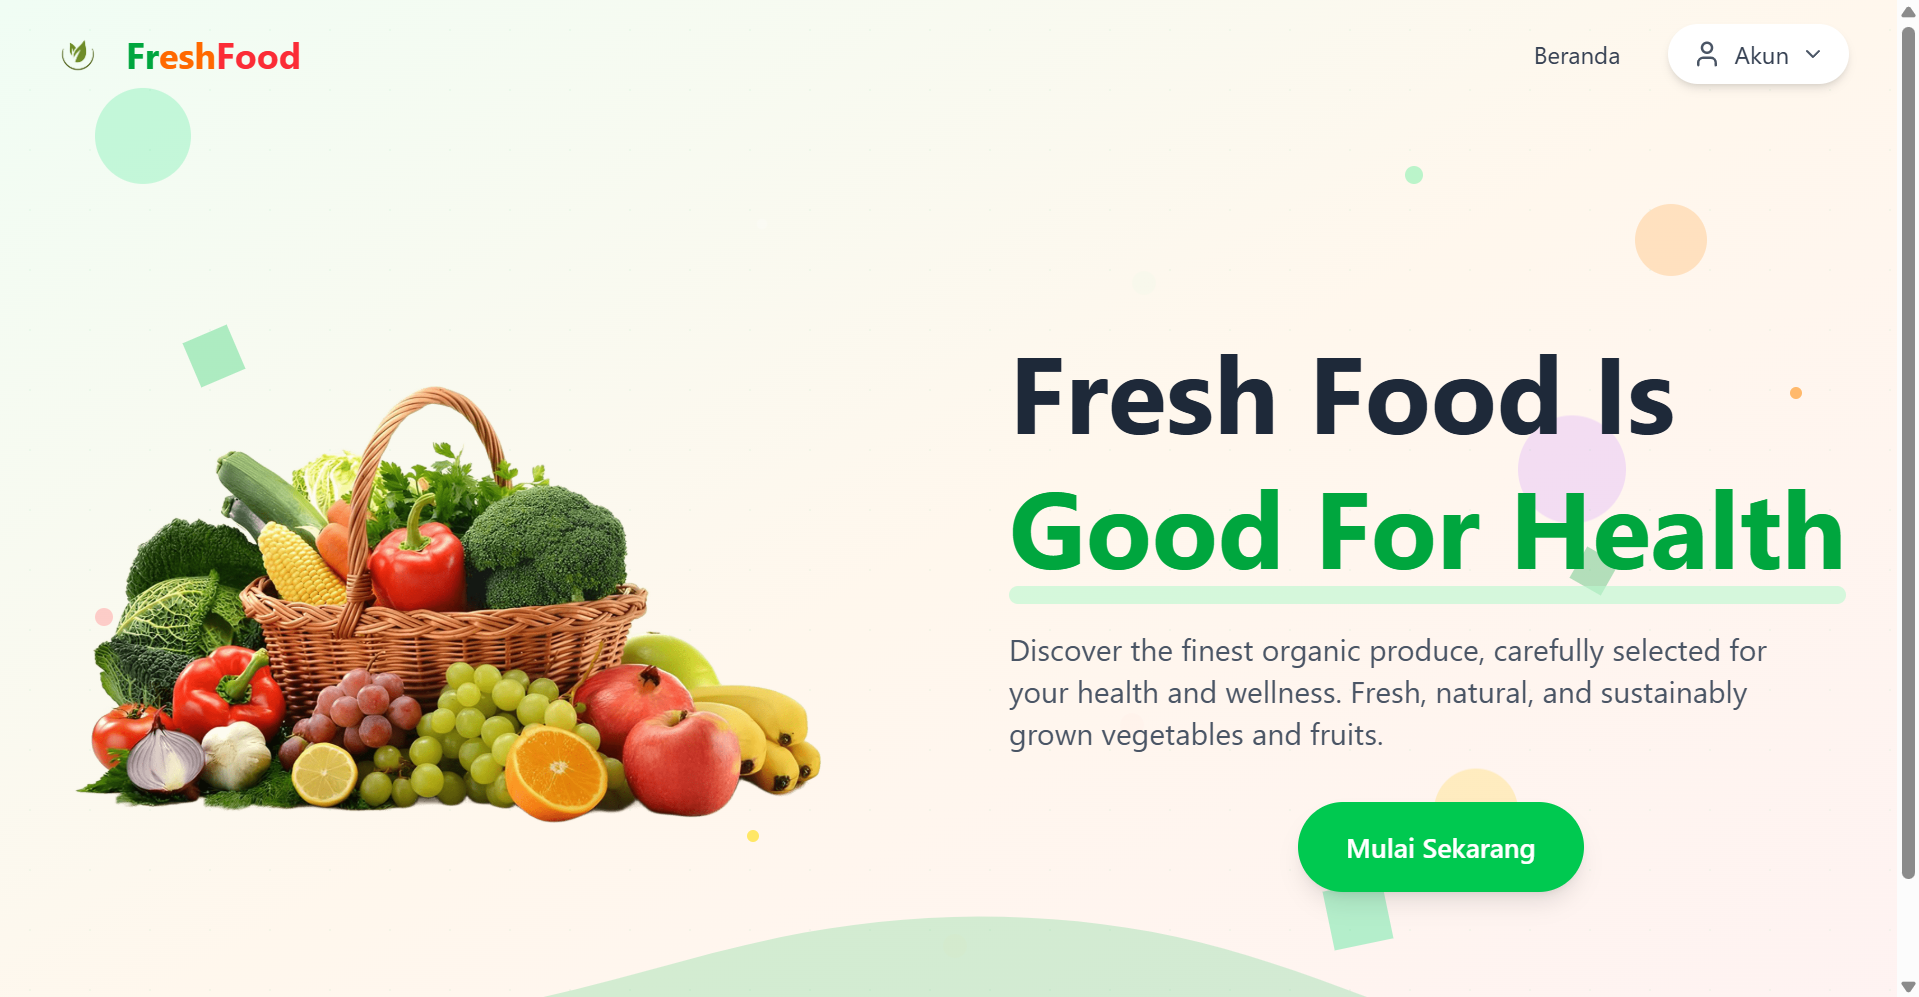 FreshFood
Beranda
Akun
Fresh Food Is
Good For Health
Discover the finest organic produce, carefully selected for
your health and wellness. Fresh, natural, and sustainably
grown vegetables and fruits.
Mulai Sekarang